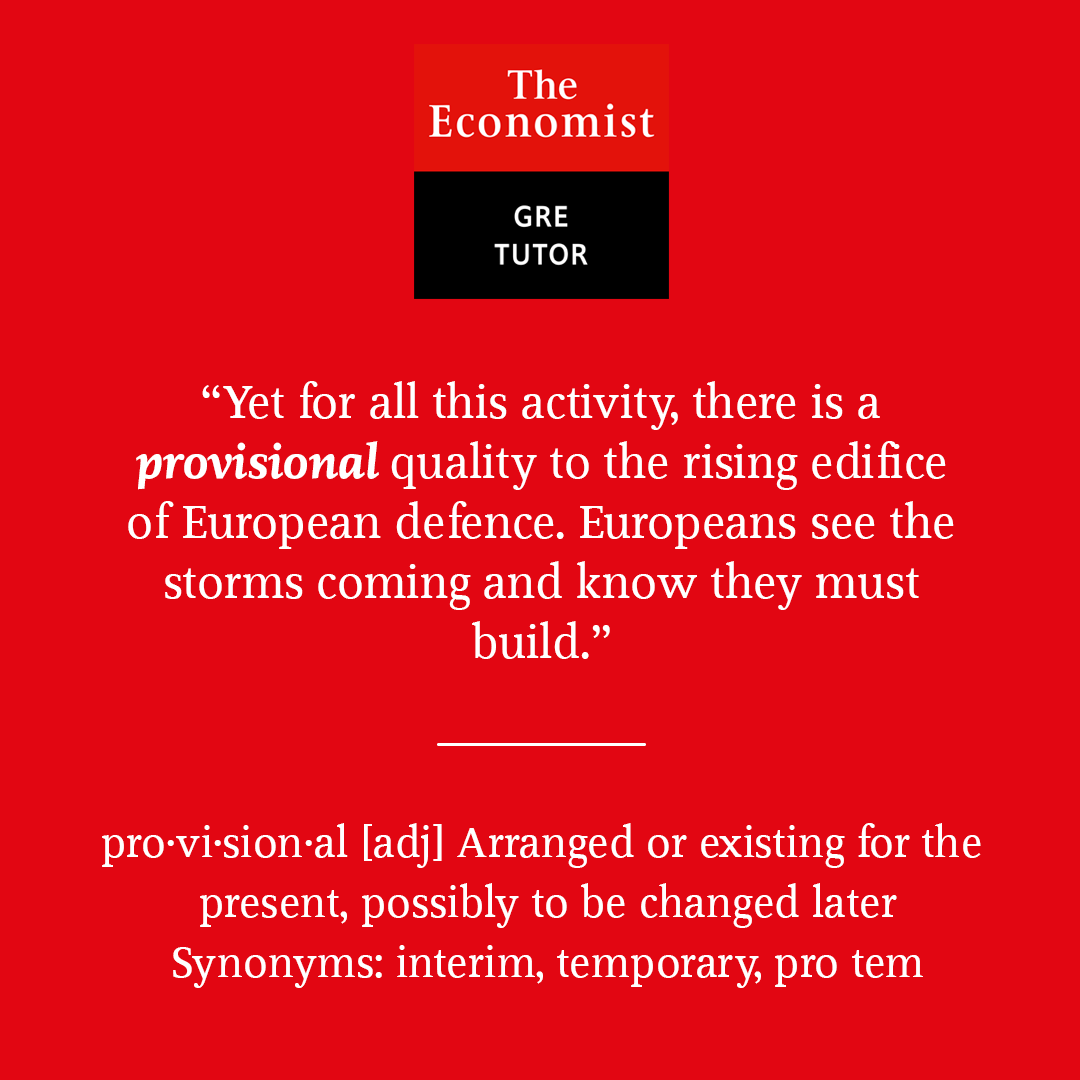 The
Economist
GRE
TUTOR
“Yet for all this activity, there is a
provisional quality to the rising edifice
of European defence. Europeans see the
storms coming and know they must
build.”
pro·vi·sion·al [adj] Arranged or existing for the
present, possibly to be changed later
Synonyms: interim, temporary, pro tem